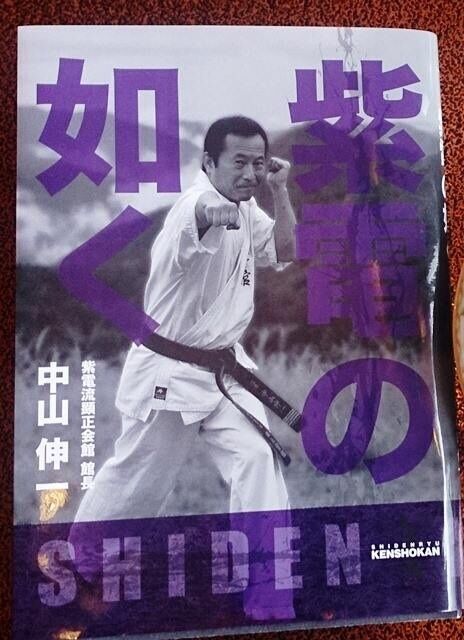 紫電の
如く
紫電流顕正会館 館長
中山 伸一
SHIDEN
SHIDENRYU
KENSHOKAN